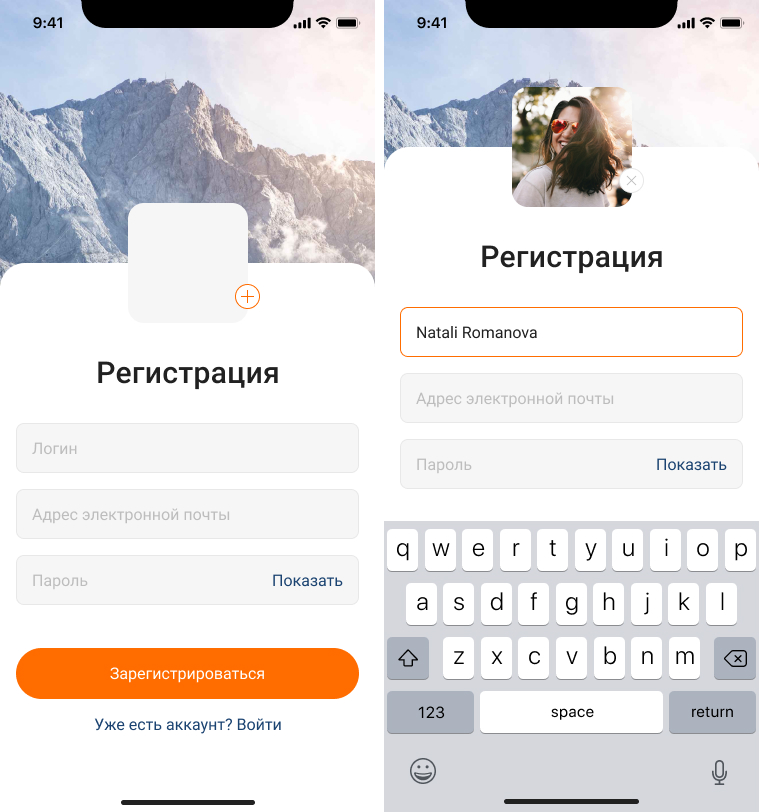 9:41
Регистрация
Логин
Адрес электронной почты
Пароль
Показать
Зарегистрироваться
Уже есть аккаунт? Войти
9:41
Регистрация
Natali Romanova
Адрес электронной почты
Пароль
Показать
q w e r t y u i o p
a s d f g h j k l
z x c v b n m
123 space return